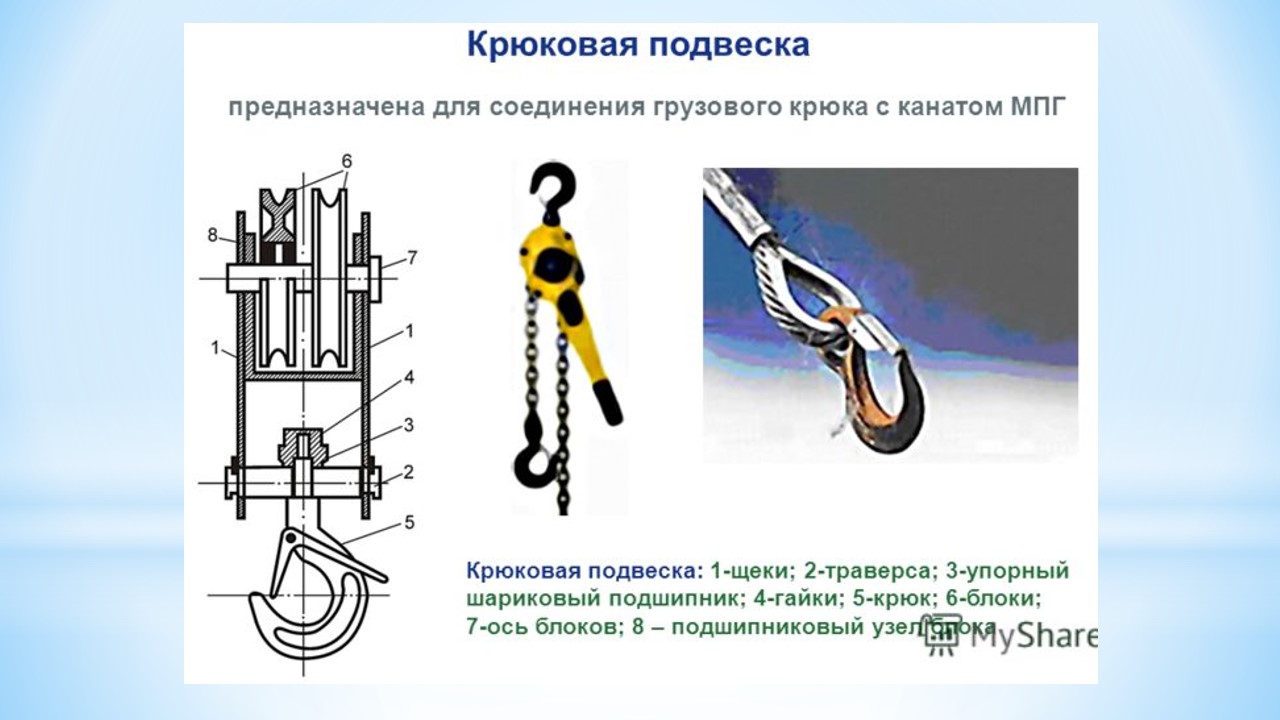 Крюковая подвеска
предназначена для соединения грузового крюка с канатом МПГ
6
8
7
1
1
4
3
2
5
Крюковая подвеска: 1-щеки; 2-траверса; 3-упорный
шариковый подшипник; 4-гайки; 5-крюк; 6-блоки;
7-ось блоков; 8 – подшипниковый узел блока
MyShare